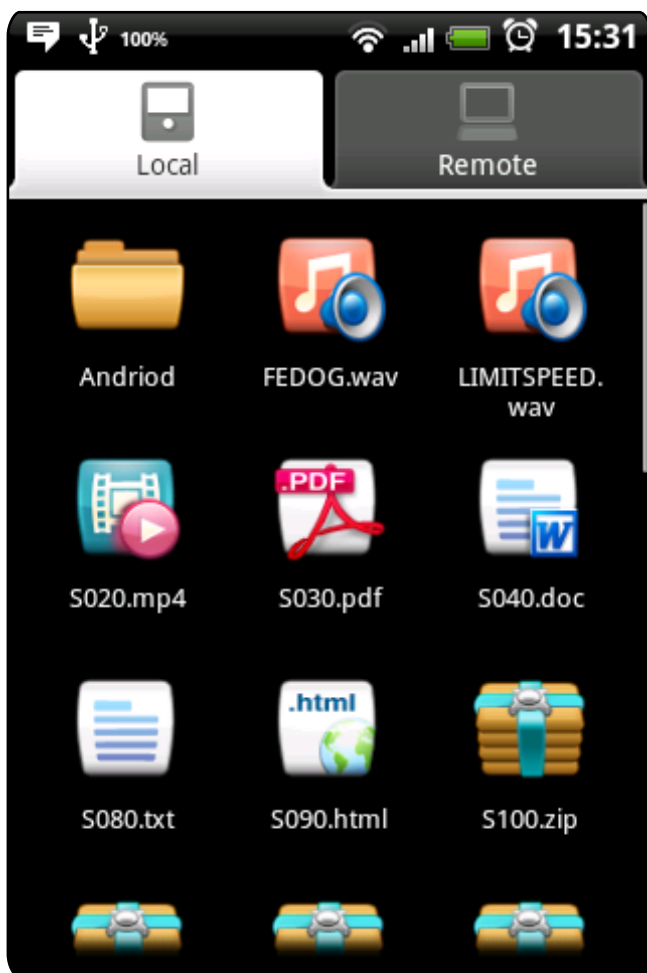 100%
15:31
Local
Remote
Andriod
FEDOG.wav
LIMITSPEED.
wav
.PDF
W
S020.mp4
S030.pdf
S040.doc
.html
S080.txt
S090.html
S100.zip